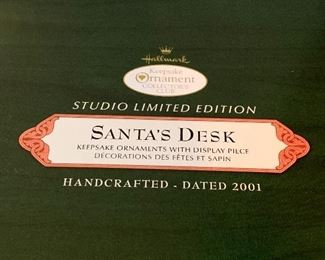 Hallmark
Keepsake
Ornament
COLLECTOR'S
CLUB
STUDIO LIMITED EDITION
SANTA'S DESK
KEEPSAKE ORNAMENTS WITH DISPLAY PIECE
DÉCORATIONS DES FÊTES ET SAPIN
HANDCRAFTED - DATED 2001